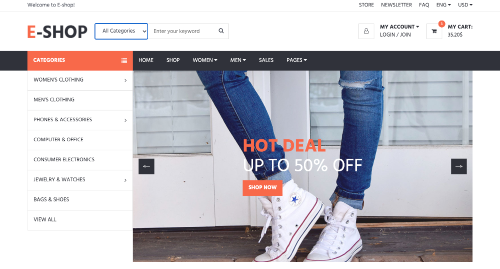 Welcome to E-shop!
STORE NEWSLETTER FAQ ENG USD
E-SHOP
All Categories
Enter your keyword
MY ACCOUNT
LOGIN / JOIN
MY CART:
35.20$
CATEGORIES
HOME SHOP WOMEN MEN SALES PAGES
WOMEN'S CLOTHING
MEN'S CLOTHING
PHONES & ACCESSORIES
COMPUTER & OFFICE
CONSUMER ELECTRONICS
JEWELRY & WATCHES
BAGS & SHOES
VIEW ALL
HOT DEAL
UP TO 50% OFF
SHOP NOW